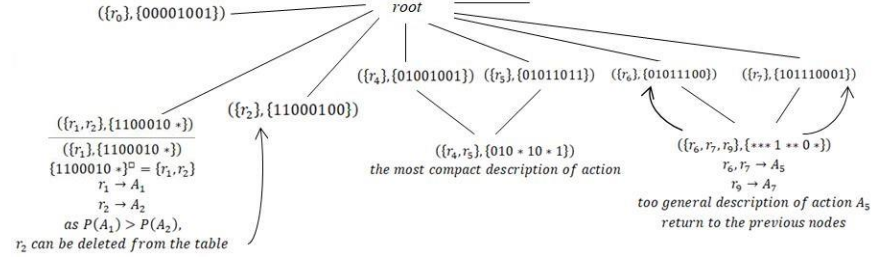 root
({r₀},{00001001})
({r₄},{01001001}) ({r₅},{01011011}) ({r₆},{01011100}) ({r₇},{101110001})
({r₂},{11000100})
({r₁,r₂},{1100010 *})
({r₁},{1100010 *})
{1100010 *}□ = {r₁,r₂}
r₁ → A₁
r₂ → A₂
as P(A₁) > P(A₂),
r₂ can be deleted from the table
({r₄,r₅},{010 * 10 * 1})
the most compact description of action
({r₆,r₇,r₉},{*** 1 ** 0 *})
r₆,r₇ → A₅
r₉ → A₇
too general description of action A₅
return to the previous nodes